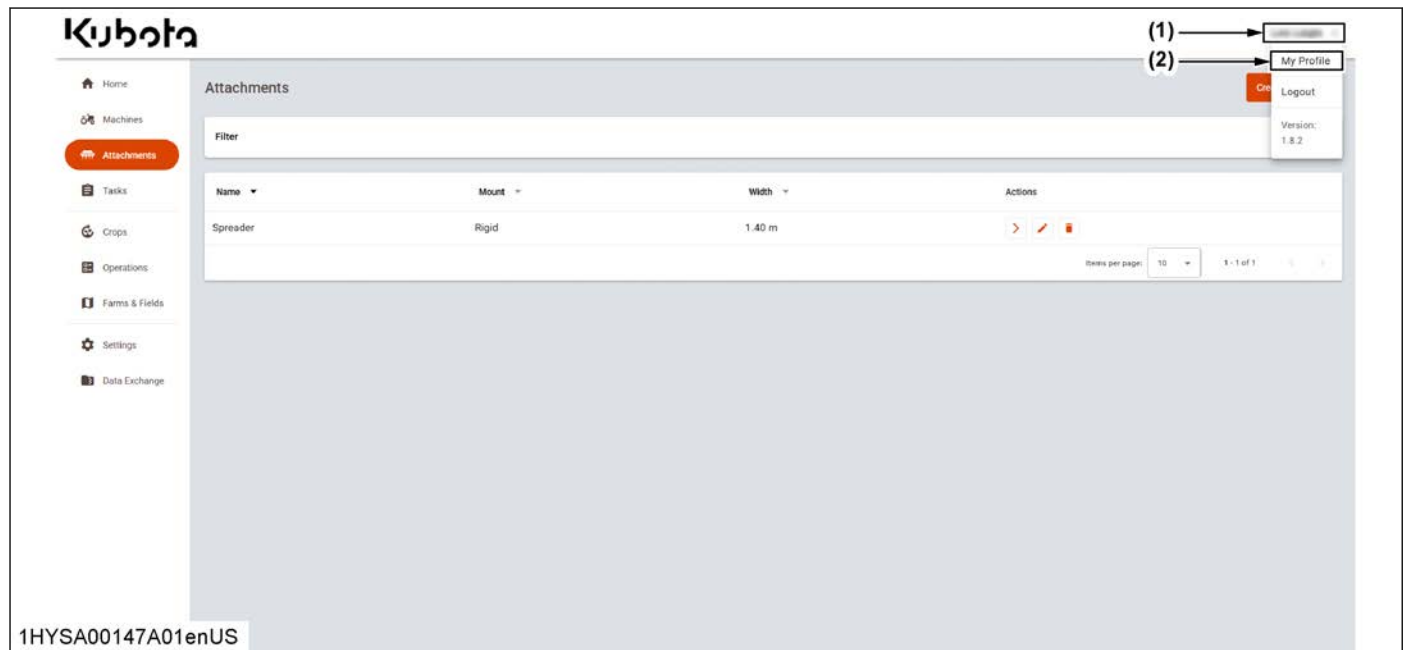 Kubota
(1)
(2)
My Profile
Logout
Version:
1.8.2
Home
Machines
Attachments
Tasks
Crops
Operations
Farms & Fields
Settings
Data Exchange
Attachments
Cre
Filter
Name Mount Width Actions
Spreader Rigid 1.40 m
Items per page: 10 1 - 1 of 1
1HYSA00147A01enUS